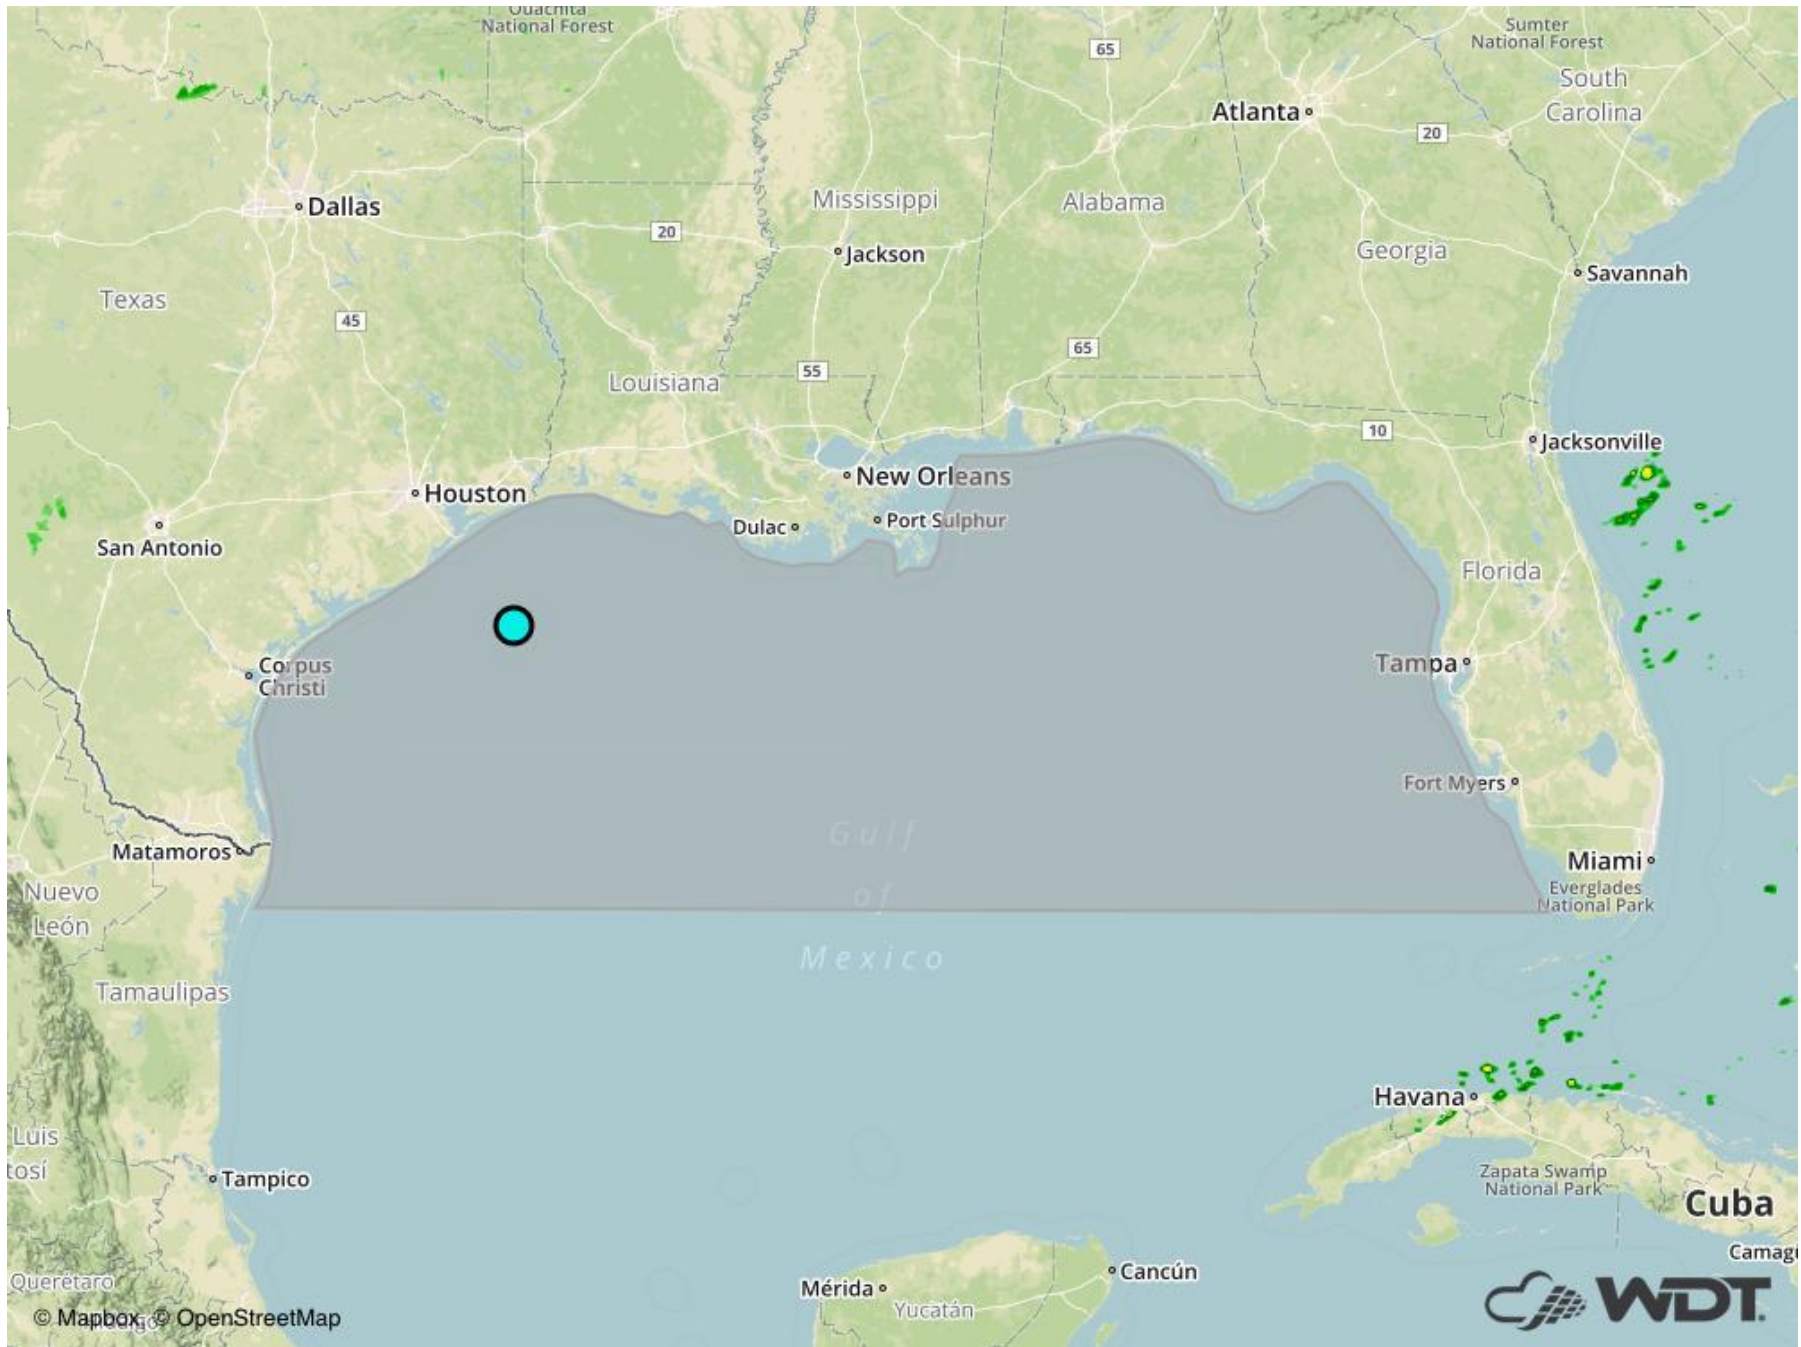 Ouachita
National Forest
65
Sumter
National Forest
South
Carolina
Atlanta
20
Dallas
Mississippi
Alabama
20
Jackson
Georgia
Savannah
Texas
45
65
55
Louisiana
10
Jacksonville
New Orleans
Houston
Dulac
Port Sulphur
San Antonio
Florida
Corpus
Christi
Tampa
Fort Myers
Gulf
of
Mexico
Matamoros
Miami
Everglades
National Park
Nuevo
León
Tamaulipas
Havana
Luis
tosí
Tampico
Zapata Swamp
National Park
Cuba
Camagü
Cancún
Mérida
Yucatán
Querétaro
Hidalgo
© Mapbox, © OpenStreetMap
WDT